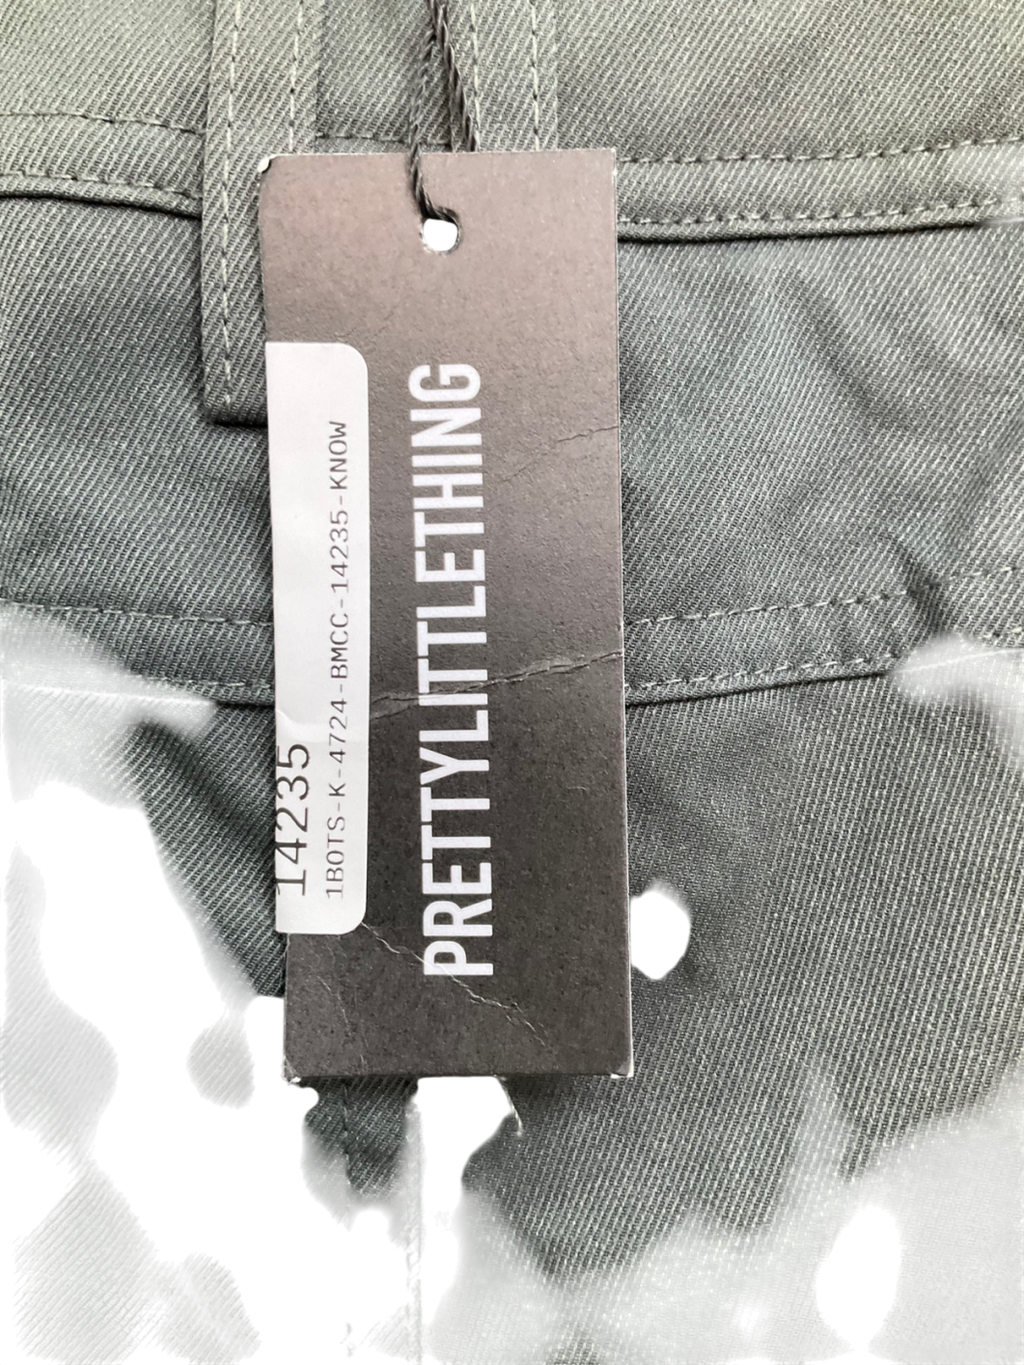 14235
1BOTS-K-4724-BMCC-14235-KNOW
PRETTYLITTLETHING